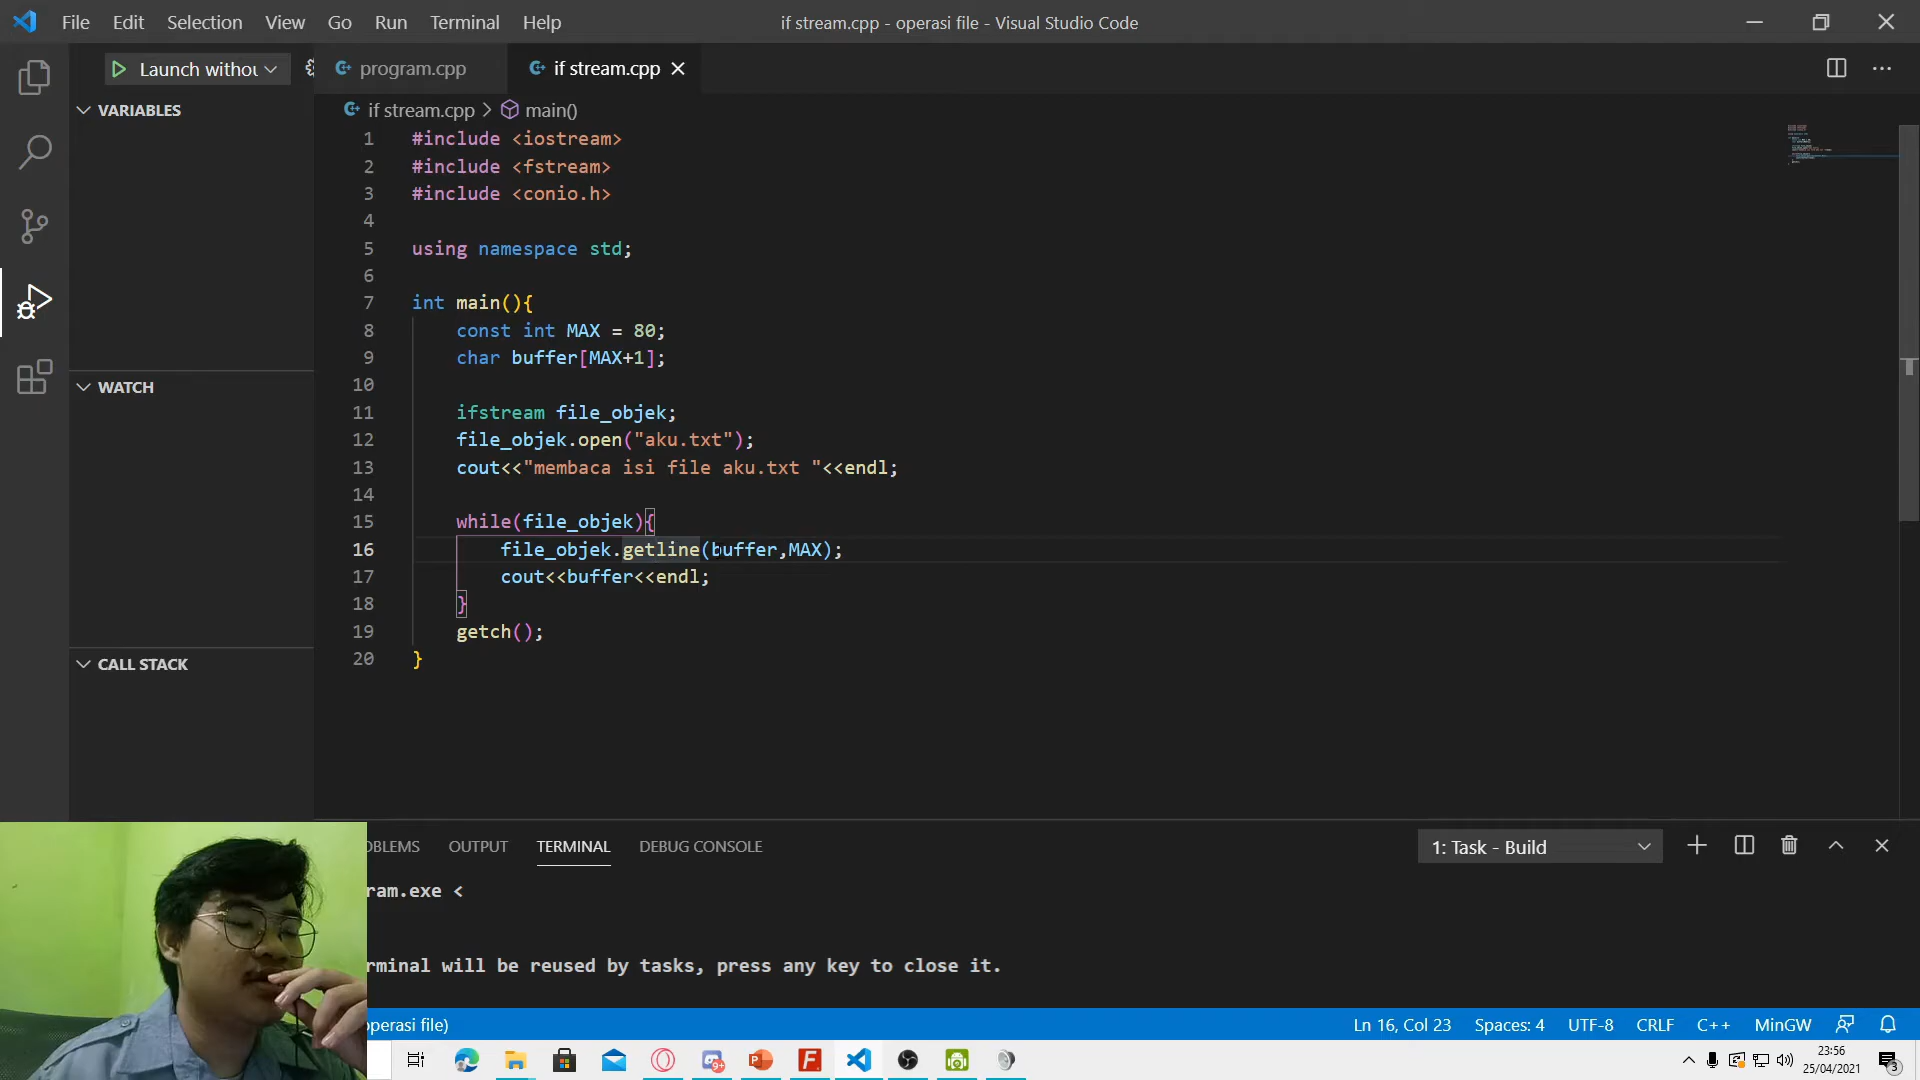 File Edit Selection View Go Run Terminal Help
if stream.cpp - operasi file - Visual Studio Code
Launch withou
program.cpp
if stream.cpp
VARIABLES
WATCH
CALL STACK
if stream.cpp > main()
1 #include <iostream>
2 #include <fstream>
3 #include <conio.h>
4
5 using namespace std;
6
7 int main(){
8 const int MAX = 80;
9 char buffer[MAX+1];
10
11 ifstream file_objek;
12 file_objek.open("aku.txt");
13 cout<<"membaca isi file aku.txt "<<endl;
14
15 while(file_objek){
16 file_objek.getline(buffer,MAX);
17 cout<<buffer<<endl;
18 }
19 getch();
20 }
OBLEMS OUTPUT TERMINAL DEBUG CONSOLE
1: Task - Build
ram.exe <
rminal will be reused by tasks, press any key to close it.
operasi file)
Ln 16, Col 23 Spaces: 4 UTF-8 CRLF C++ MinGW
23:56
25/04/2021
3